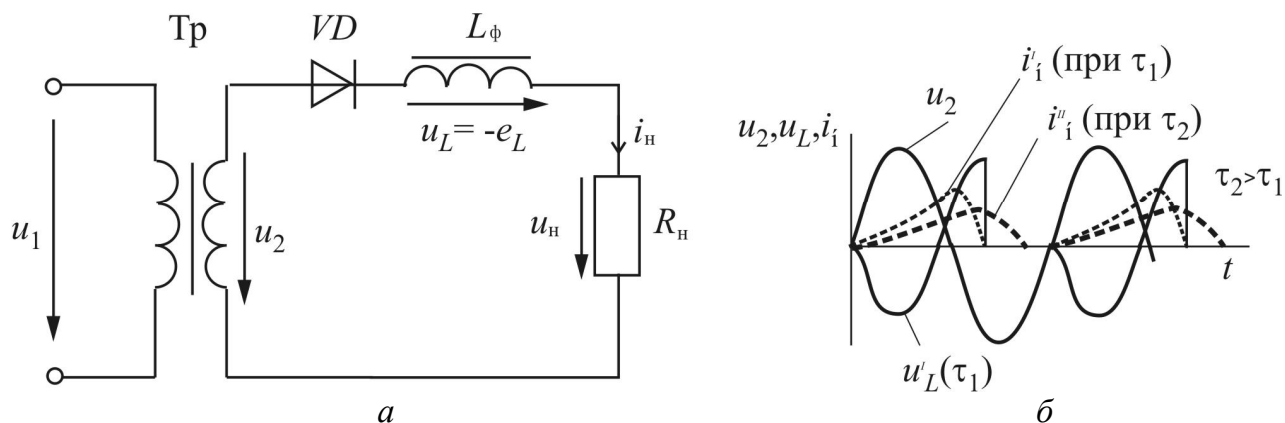 Тр
VD
Lф
u1
u2
uL = -eL
iн
uн
Rн
а
u2, uL, ií
u2
i′í (при τ1)
i″í (при τ2)
τ2>τ1
t
u′L(τ1)
б